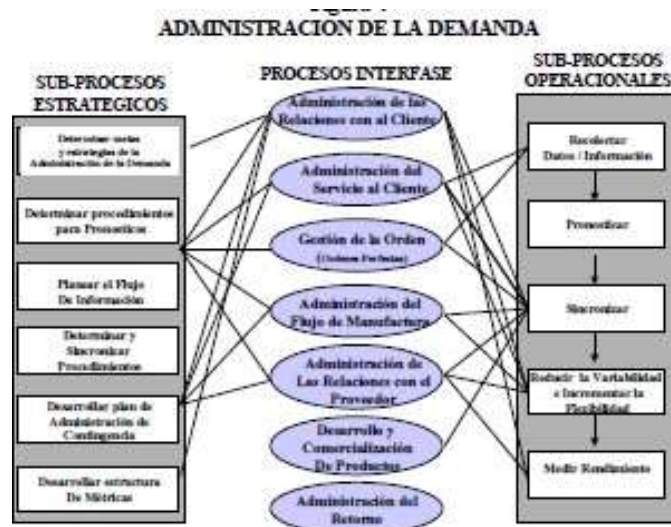 ADMINISTRACION DE LA DEMANDA
SUB-PROCESOS
ESTRATEGICOS
Determinar metas
y estrategias de la
Administración de la Demanda
Determinar procedimientos
para Pronosticos
Planear el Flujo
De Información
Determinar y
Sincronizar
Procedimientos
Desarrollar plan de
Administración de
Contingencia
Desarrollar estructura
De Métricas
PROCESOS INTERFASE
Administración de las
Relaciones con al Cliente
Administración del
Servicio al Cliente
Gestión de la Orden
(Ordenes Perfectas)
Administración del
Flujo de Manufactura
Administración de
Las Relaciones con el
Proveedor
Desarrollo y
Comercialización
De Productos
Administración del
Retorno
SUB-PROCESOS
OPERACIONALES
Recolectar
Datos / Información
Pronosticar
Sincronizar
Reducir la Variabilidad
e Incrementar la
Flexibilidad
Medir Rendimiento